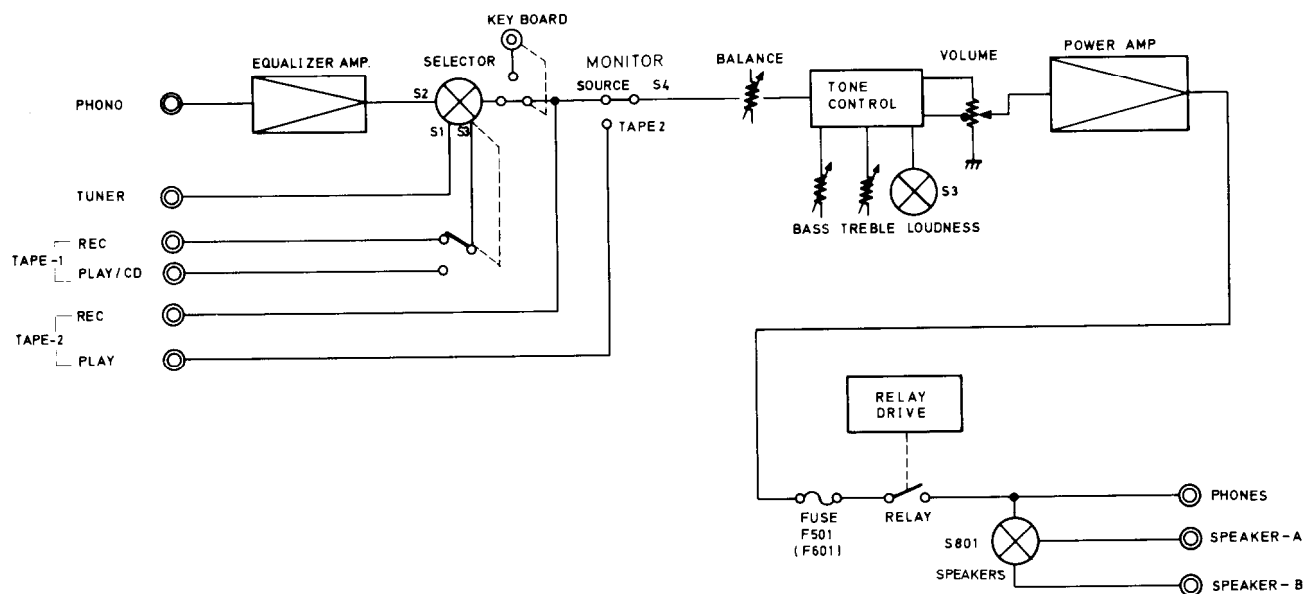 KEY BOARD
EQUALIZER AMP.
SELECTOR
MONITOR
SOURCE
S4
BALANCE
TONE
CONTROL
VOLUME
POWER AMP
PHONO
S2
S1
S3
TAPE2
TUNER
S3
BASS TREBLE LOUDNESS
TAPE-1
REC
PLAY/CD
TAPE-2
REC
PLAY
RELAY
DRIVE
FUSE
F501
(F601)
RELAY
PHONES
S801
SPEAKERS
SPEAKER-A
SPEAKER-B